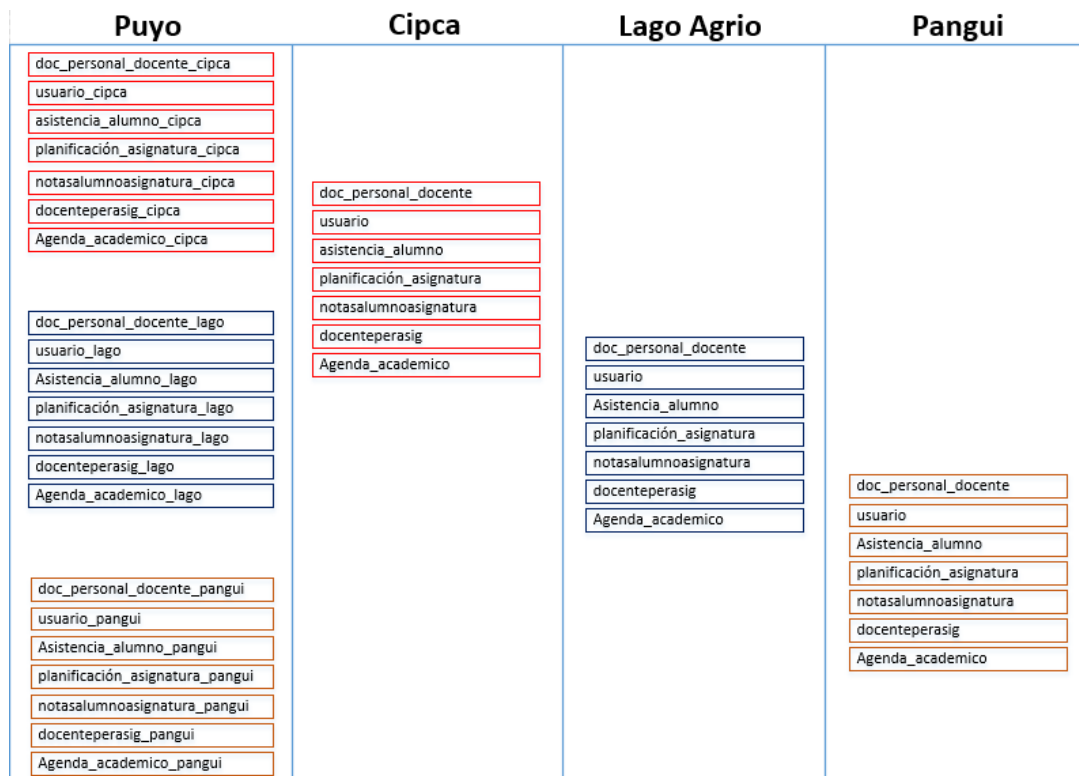 Puyo
doc_personal_docente_cipca
usuario_cipca
asistencia_alumno_cipca
planificación_asignatura_cipca
notasalumnoasignatura_cipca
docenteperasig_cipca
Agenda_academico_cipca
doc_personal_docente_lago
usuario_lago
Asistencia_alumno_lago
planificación_asignatura_lago
notasalumnoasignatura_lago
docenteperasig_lago
Agenda_academico_lago
doc_personal_docente_pangui
usuario_pangui
Asistencia_alumno_pangui
planificación_asignatura_pangui
notasalumnoasignatura_pangui
docenteperasig_pangui
Agenda_academico_pangui
Cipca
doc_personal_docente
usuario
asistencia_alumno
planificación_asignatura
notasalumnoasignatura
docenteperasig
Agenda_academico
Lago Agrio
doc_personal_docente
usuario
Asistencia_alumno
planificación_asignatura
notasalumnoasignatura
docenteperasig
Agenda_academico
Pangui
doc_personal_docente
usuario
Asistencia_alumno
planificación_asignatura
notasalumnoasignatura
docenteperasig
Agenda_academico